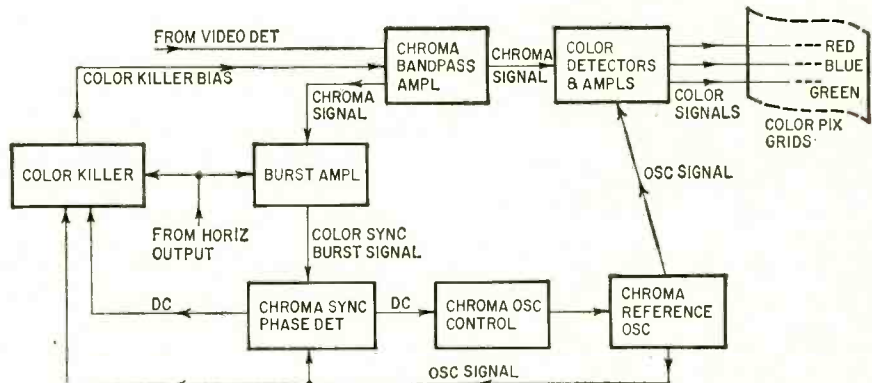 FROM VIDEO DET
COLOR KILLER BIAS
CHROMA
BANDPASS
AMPL
CHROMA
SIGNAL
COLOR
DETECTORS
& AMPLS
RED
BLUE
GREEN
COLOR
SIGNALS
COLOR PIX
GRIDS
CHROMA
SIGNAL
COLOR KILLER
BURST AMPL
OSC SIGNAL
FROM HORIZ
OUTPUT
COLOR SYNC
BURST SIGNAL
DC
CHROMA SYNC
PHASE DET
DC
CHROMA OSC
CONTROL
CHROMA
REFERENCE
OSC
OSC SIGNAL